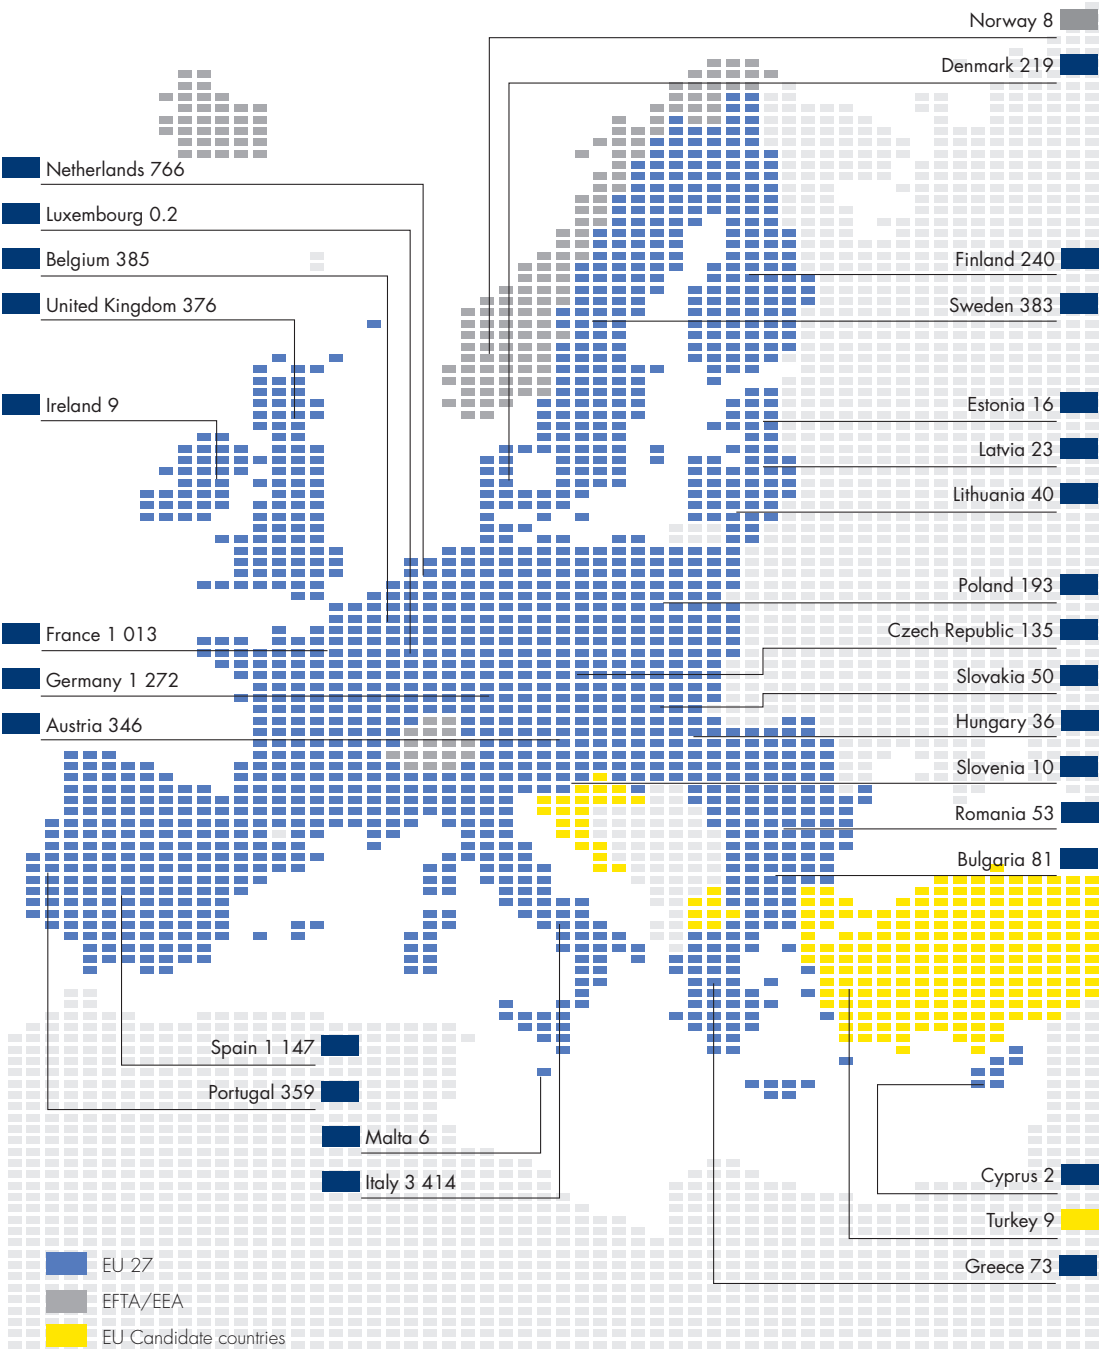 Norway 8
Denmark 219
Netherlands 766
Luxembourg 0.2
Belgium 385
United Kingdom 376
Ireland 9
Finland 240
Sweden 383
Estonia 16
Latvia 23
Lithuania 40
Poland 193
Czech Republic 135
Slovakia 50
Hungary 36
Slovenia 10
Romania 53
Bulgaria 81
France 1 013
Germany 1 272
Austria 346
Spain 1 147
Portugal 359
Malta 6
Italy 3 414
Cyprus 2
Turkey 9
Greece 73
EU 27
EFTA/EEA
EU Candidate countries